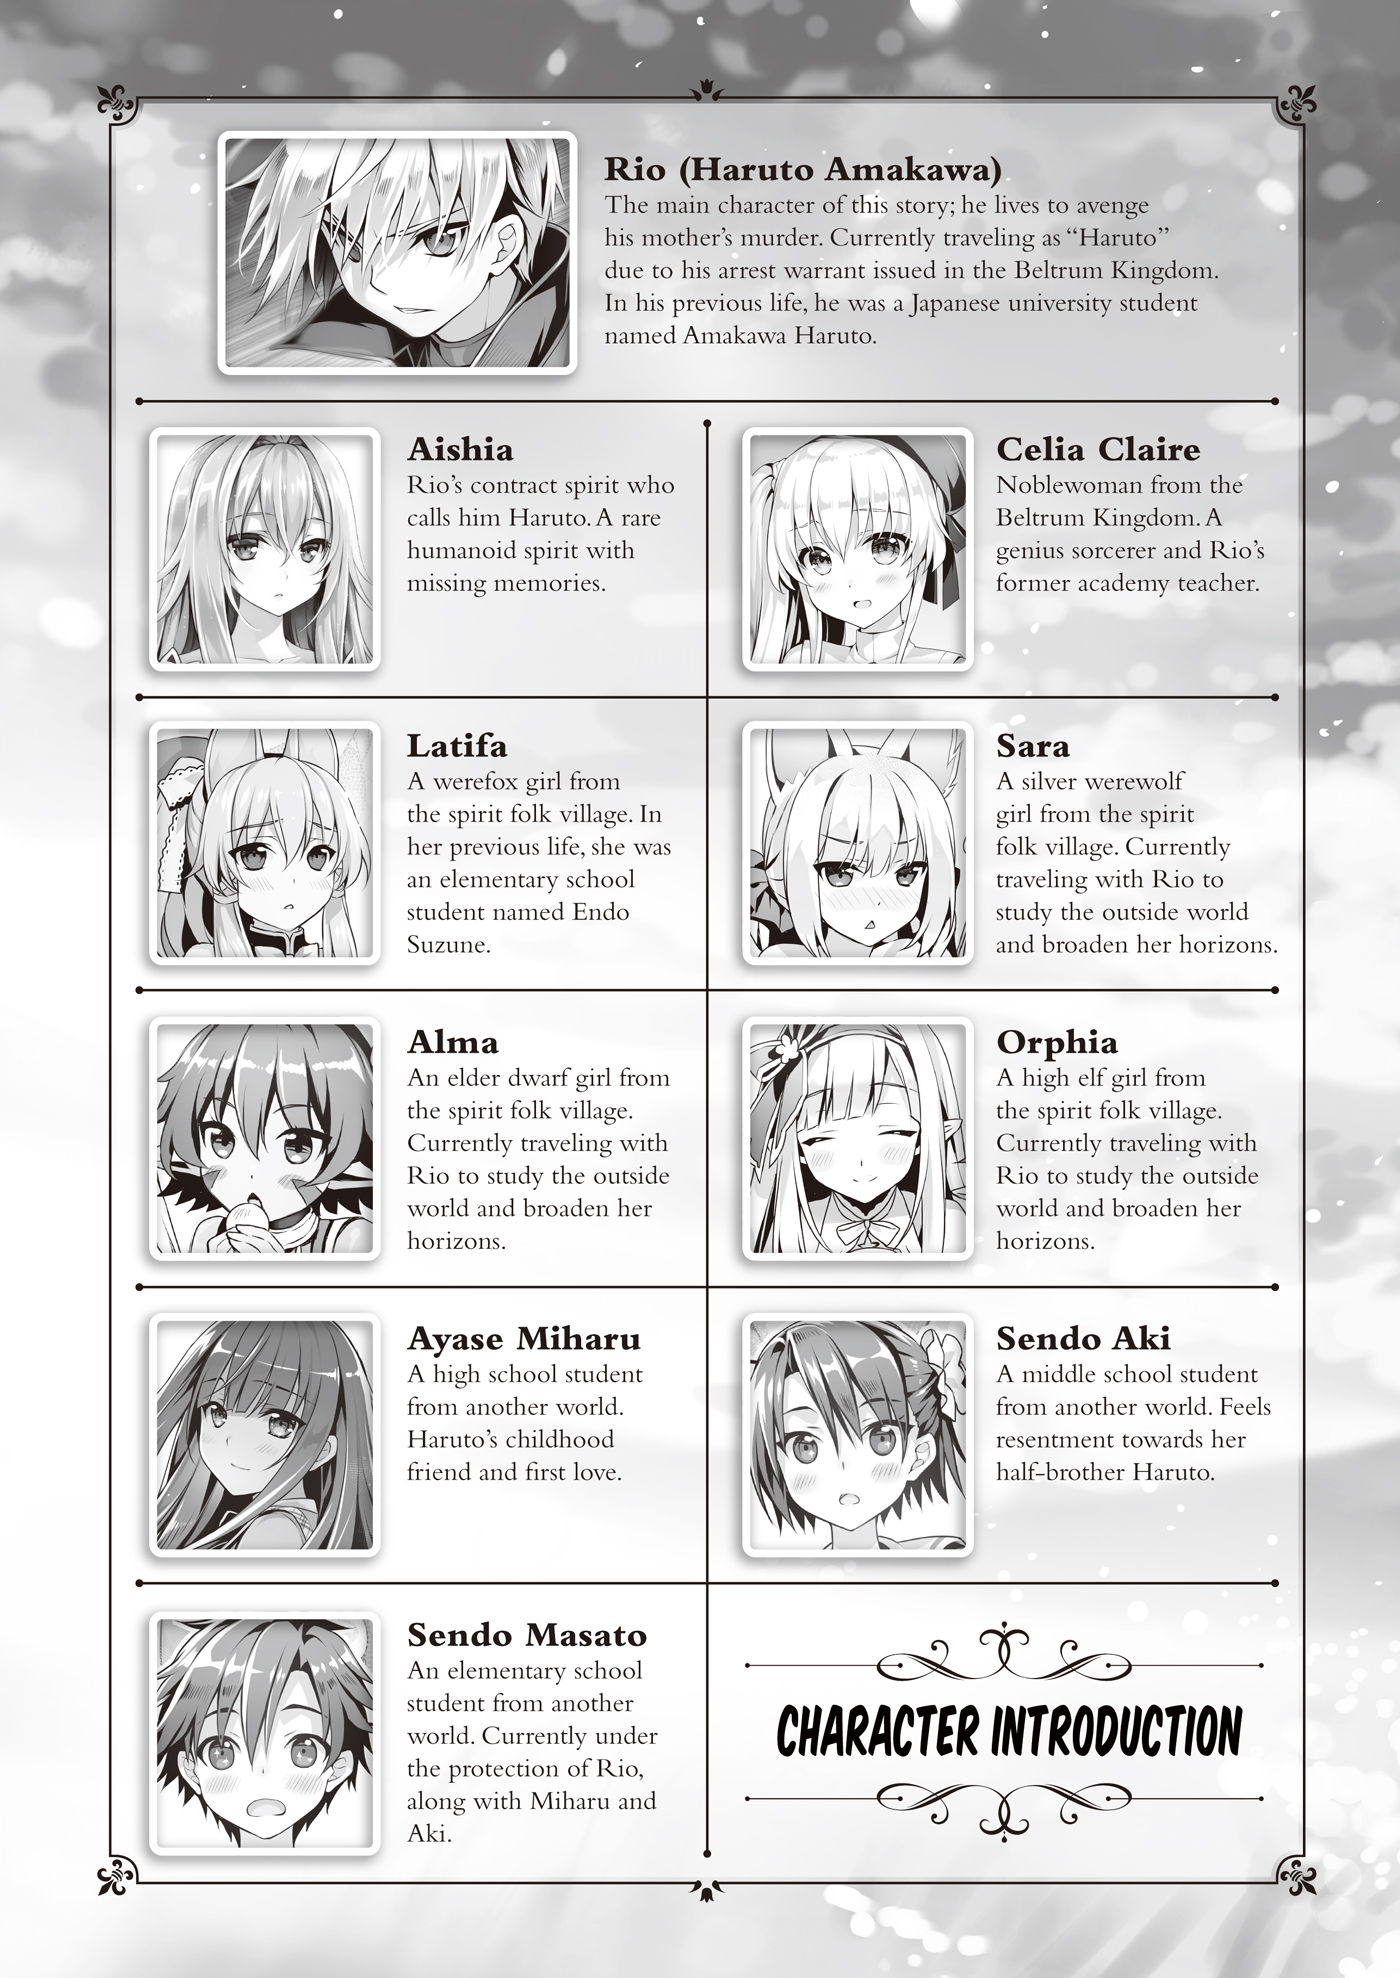 Rio (Haruto Amakawa)
The main character of this story; he lives to avenge
his mother's murder. Currently traveling as “Haruto”
due to his arrest warrant issued in the Beltrum Kingdom.
In his previous life, he was a Japanese university student
named Amakawa Haruto.
Aishia
Rio's contract spirit who
calls him Haruto. A rare
humanoid spirit with
missing memories.
Celia Claire
Noblewoman from the
Beltrum Kingdom. A
genius sorcerer and Rio's
former academy teacher.
Latifa
A werefox girl from
the spirit folk village. In
her previous life, she was
an elementary school
student named Endo
Suzune.
Sara
A silver werewolf
girl from the spirit
folk village. Currently
traveling with Rio to
study the outside world
and broaden her horizons.
Alma
An elder dwarf girl from
the spirit folk village.
Currently traveling with
Rio to study the outside
world and broaden her
horizons.
Orphia
A high elf girl from
the spirit folk village.
Currently traveling with
Rio to study the outside
world and broaden her
horizons.
Ayase Miharu
A high school student
from another world.
Haruto's childhood
friend and first love.
Sendo Aki
A middle school student
from another world. Feels
resentment towards her
half-brother Haruto.
Sendo Masato
An elementary school
student from another
world. Currently under
the protection of Rio,
along with Miharu and
Aki.
CHARACTER INTRODUCTION